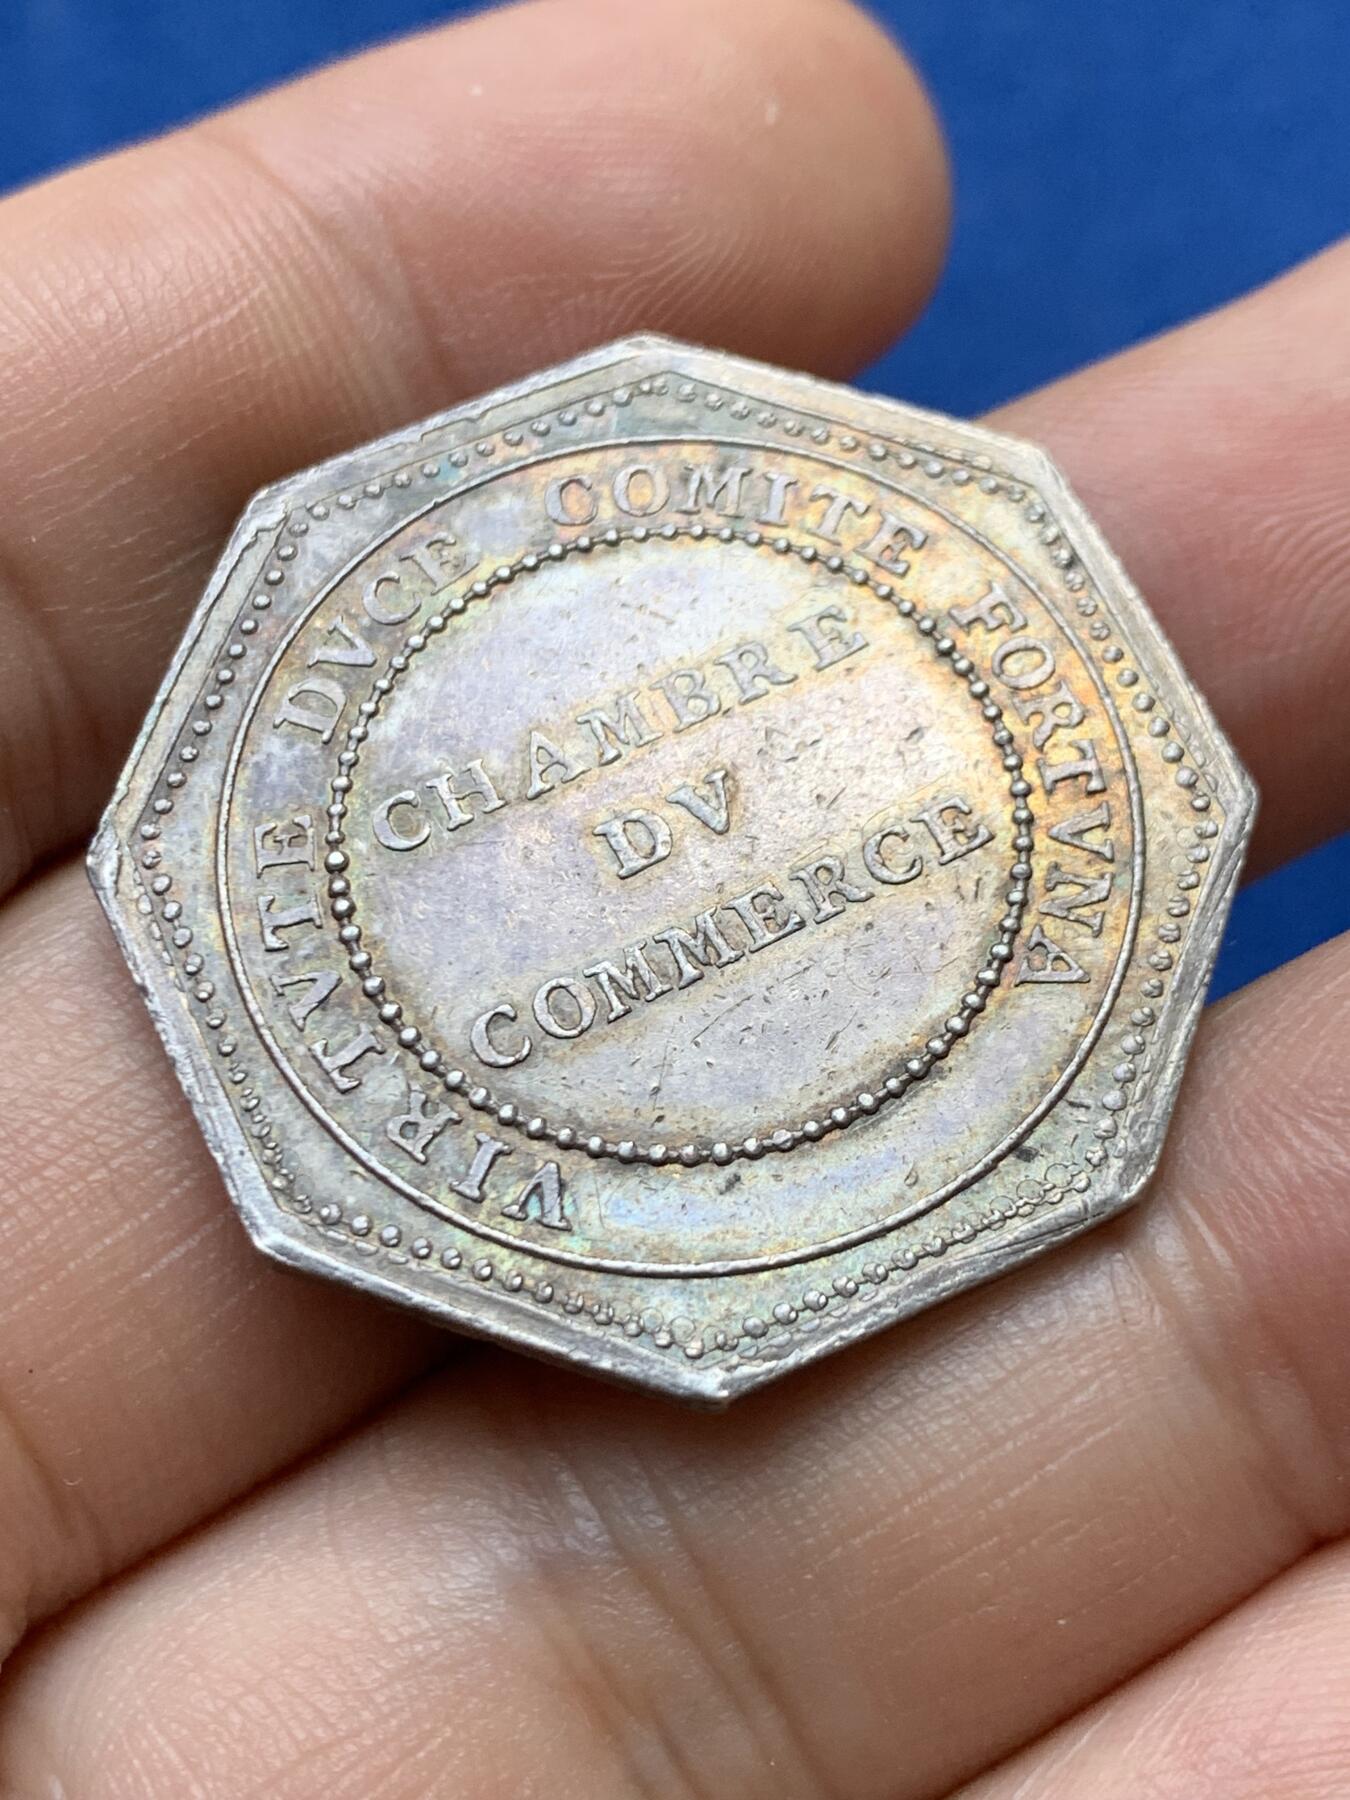 VIRTVTE DVCE COMITE FORTVNA
CHAMBRE
DV
COMMERCE